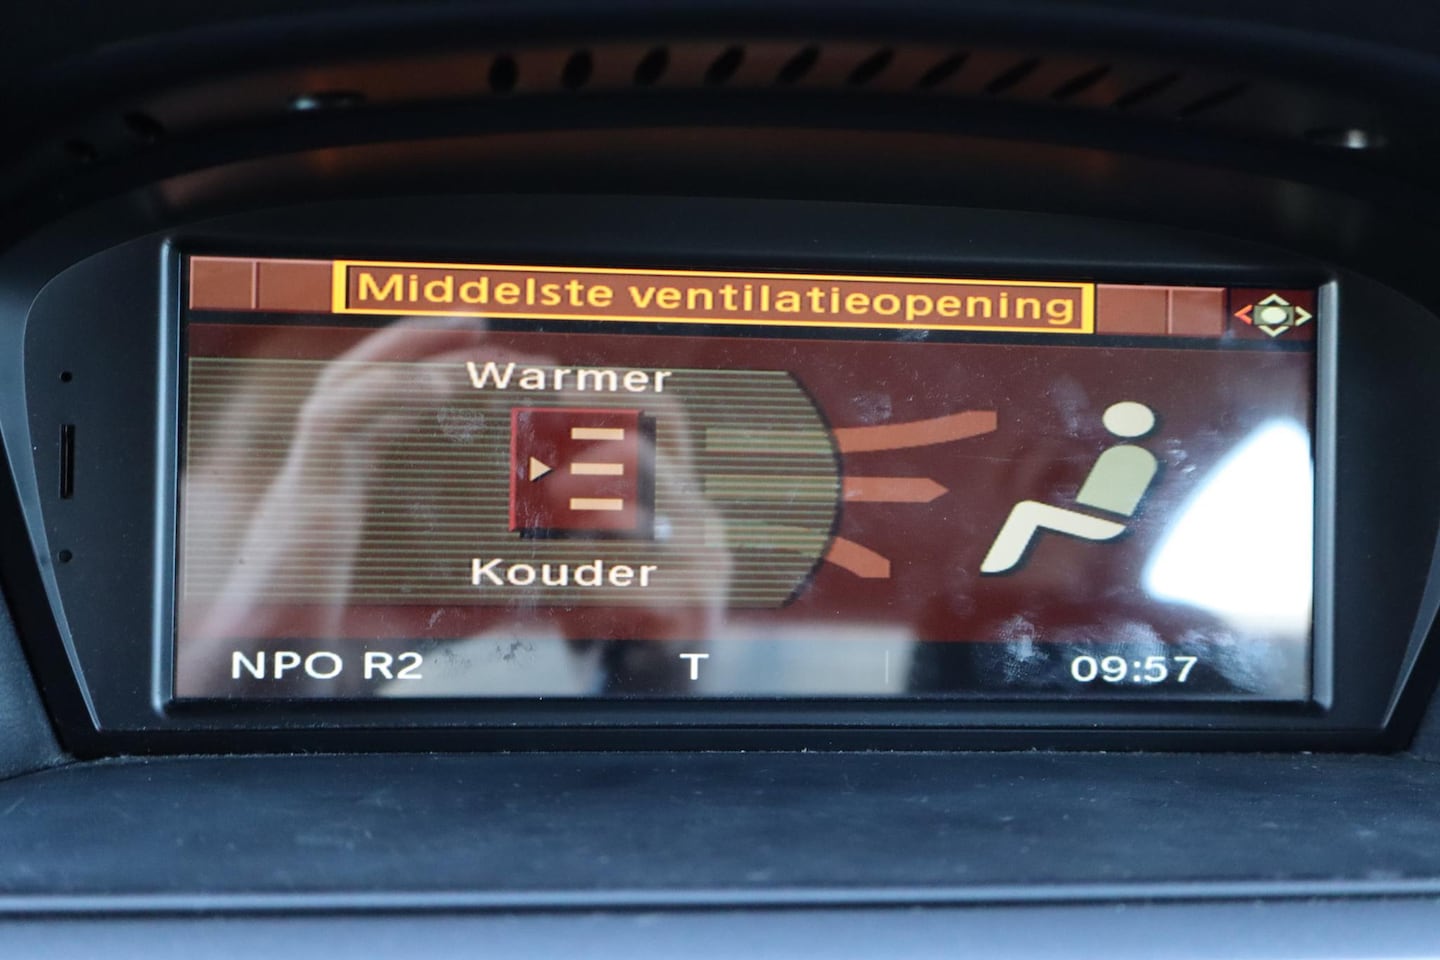 Middelste ventilatieopening
Warmer
Kouder
NPO R2 T 09:57